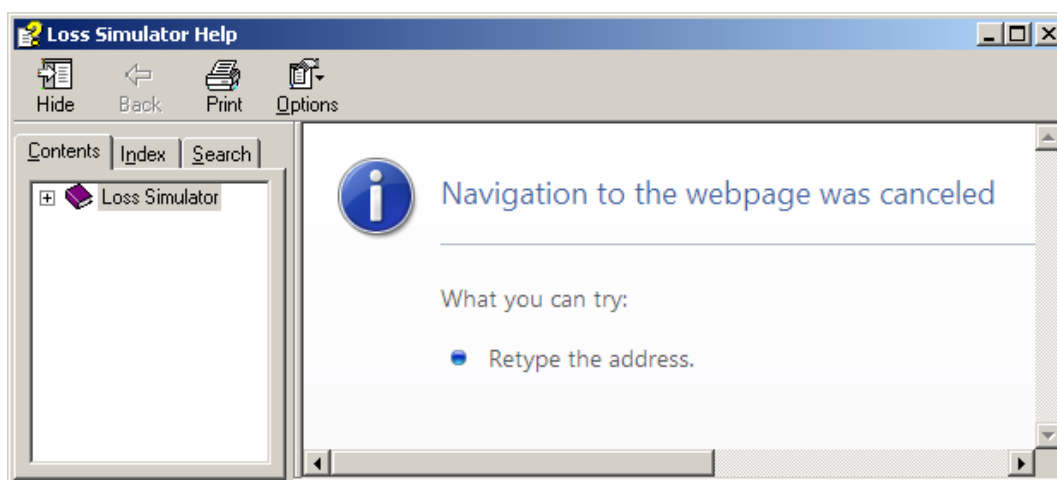 Loss Simulator Help
Hide Back Print Options
Contents Index Search
Loss Simulator
Navigation to the webpage was canceled
What you can try:
Retype the address.